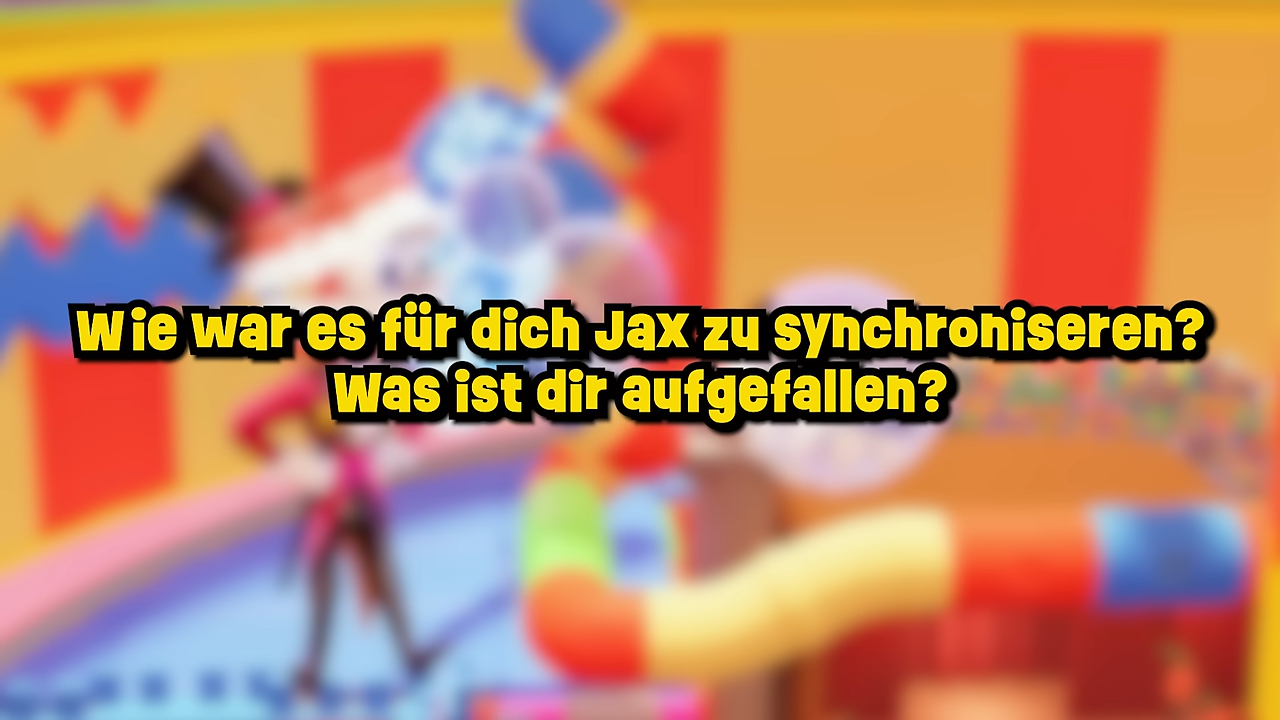 Wie war es für dich Jax zu synchroniseren?
Was ist dir aufgefallen?